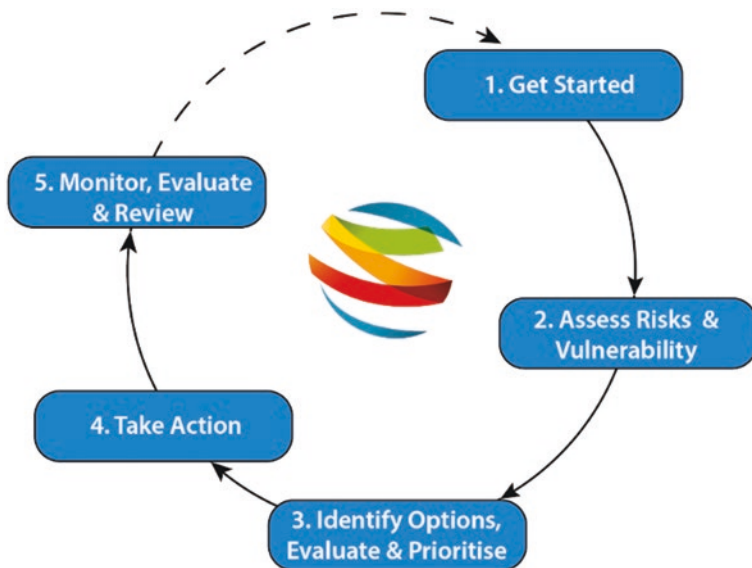 1. Get Started
2. Assess Risks &
Vulnerability
3. Identify Options,
Evaluate & Prioritise
4. Take Action
5. Monitor, Evaluate
& Review